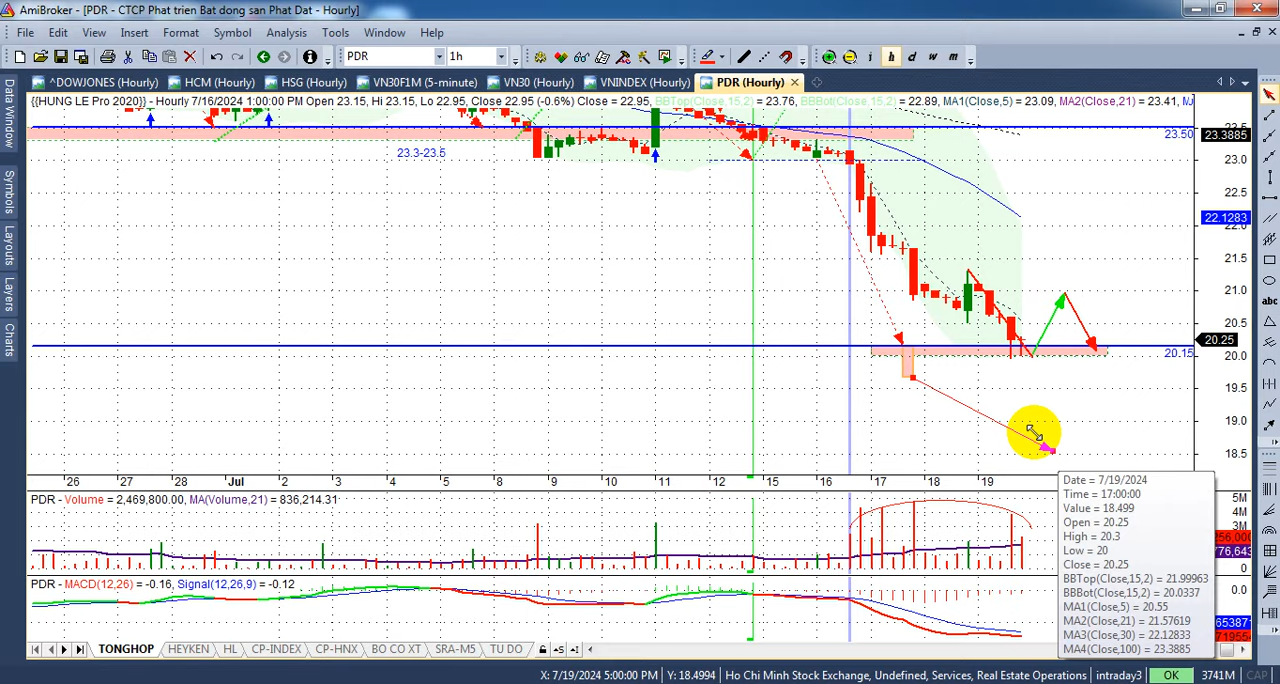 AmiBroker - [PDR - CTCP Phat trien Bat dong san Phat Dat - Hourly]
File Edit View Insert Format Symbol Analysis Tools Window Help
PDR 1h i h d w m
^DOWJONES (Hourly) HCM (Hourly) HSG (Hourly) VN30F1M (5-minute) VN30 (Hourly) VNINDEX (Hourly) PDR (Hourly)
{{HUNG LE Pro 2020}} - Hourly 7/16/2024 1:00:00 PM Open 23.15, Hi 23.15, Lo 22.95, Close 22.95 (-0.6%) Close = 22.95, BBTop(Close,15,2) = 23.76, BBBot(Close,15,2) = 22.89, MA1(Close,5) = 23.09, MA2(Close,21) = 23.41,
Data Window
Symbols
Layouts
Layers
Charts
abc
23.3-23.5
23.50
23.3885
23.0
22.5
22.1283
22.0
21.5
21.0
20.5
20.25
20.15
20.0
19.5
19.0
18.5
26 27 28 Jul 2 3 4 5 8 9 10 11 12 15 16 17 18 19
Date = 7/19/2024
Time = 17:00:00
Value = 18.499
Open = 20.25
High = 20.3
Low = 20
Close = 20.25
BBTop(Close,15,2) = 21.99963
BBBot(Close,15,2) = 20.0337
MA1(Close,5) = 20.55
MA2(Close,21) = 21.57619
MA3(Close,30) = 22.12833
MA4(Close,100) = 23.3885
PDR - Volume = 2,469,800.00, MA(Volume,21) = 836,214.31
5M
4M
3M
0
PDR - MACD(12,26) = -0.16, Signal(12,26,9) = -0.12
0.0
TONGHOP HEYKEN HL CP-INDEX CP-HNX BO CO XT SRA-M5 TU DO
X: 7/19/2024 5:00:00 PM Y: 18.4994 Ho Chi Minh Stock Exchange, Undefined, Services, Real Estate Operations intraday3 OK 3741M CAP